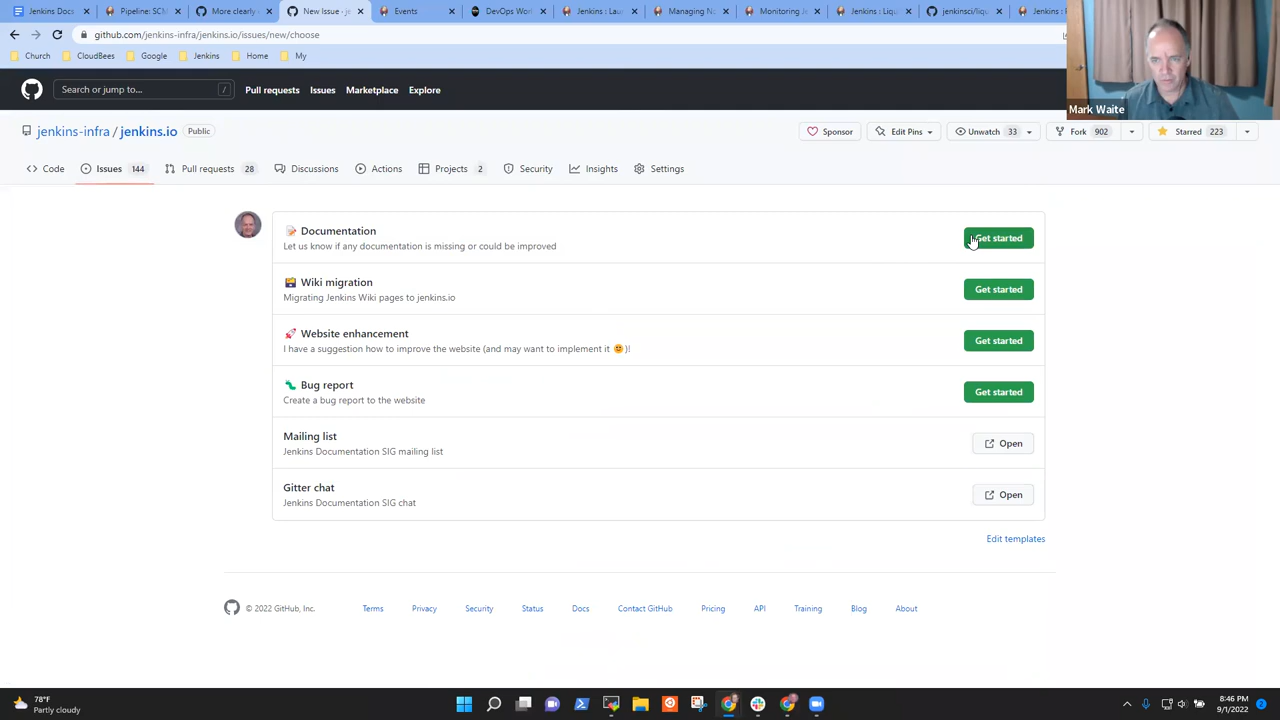 Jenkins Docs
Pipeline: SCM
More clearly
New Issue · je
Events
DevOps Worl
Jenkins : Lau
Managing No
Monitoring Je
Jenkins : Liqu
jenkinsci/liqu
Jenkins :
github.com/jenkins-infra/jenkins.io/issues/new/choose
Church
CloudBees
Google
Jenkins
Home
My
Mark Waite
Search or jump to...
/
Pull requests
Issues
Marketplace
Explore
jenkins-infra / jenkins.io
Public
Sponsor
Edit Pins
Unwatch 33
Fork 902
Starred 223
Code
Issues 144
Pull requests 28
Discussions
Actions
Projects 2
Security
Insights
Settings
Documentation
Let us know if any documentation is missing or could be improved
Get started
Wiki migration
Migrating Jenkins Wiki pages to jenkins.io
Get started
Website enhancement
I have a suggestion how to improve the website (and may want to implement it 🙂)!
Get started
Bug report
Create a bug report to the website
Get started
Mailing list
Jenkins Documentation SIG mailing list
Open
Gitter chat
Jenkins Documentation SIG chat
Open
Edit templates
© 2022 GitHub, Inc.
Terms
Privacy
Security
Status
Docs
Contact GitHub
Pricing
API
Training
Blog
About
78°F
Partly cloudy
8:46 PM
9/1/2022
2